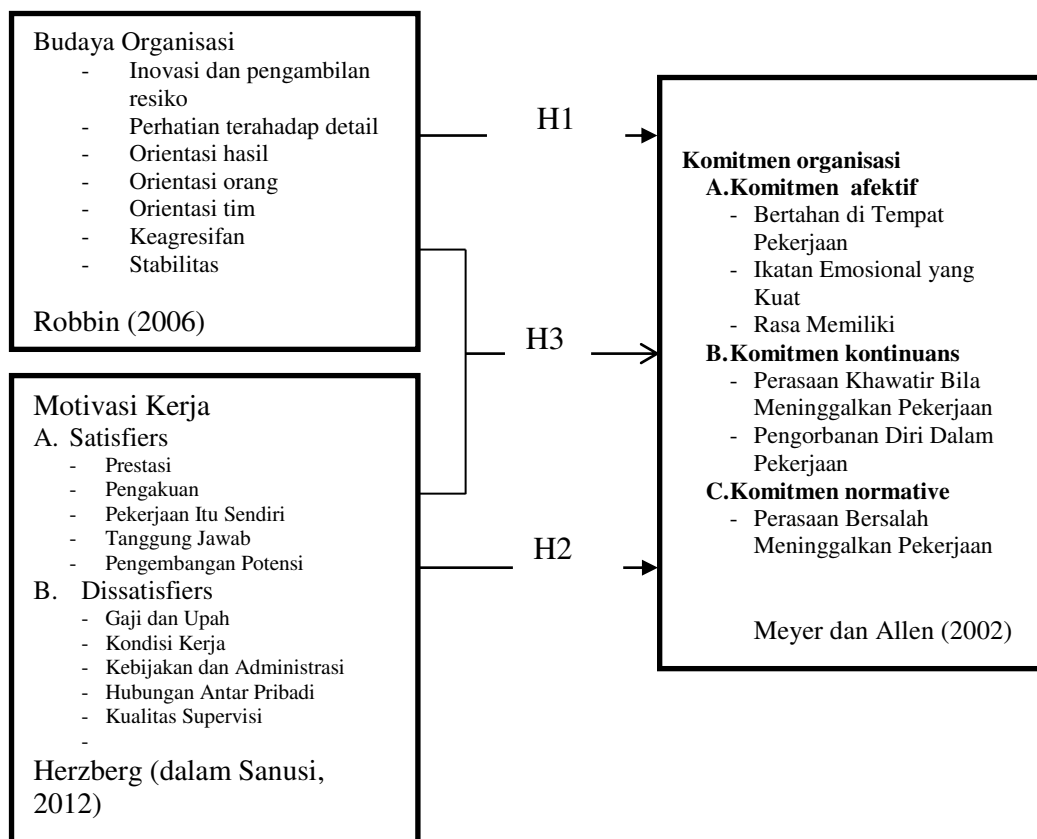 Budaya Organisasi
- Inovasi dan pengambilan
resiko
- Perhatian terahadap detail
- Orientasi hasil
- Orientasi orang
- Orientasi tim
- Keagresifan
- Stabilitas
Robbin (2006)
H1
H3
Motivasi Kerja
A. Satisfiers
- Prestasi
- Pengakuan
- Pekerjaan Itu Sendiri
- Tanggung Jawab
- Pengembangan Potensi
B. Dissatisfiers
- Gaji dan Upah
- Kondisi Kerja
- Kebijakan dan Administrasi
- Hubungan Antar Pribadi
- Kualitas Supervisi
-
Herzberg (dalam Sanusi,
2012)
H2
Komitmen organisasi
A.Komitmen afektif
- Bertahan di Tempat
Pekerjaan
- Ikatan Emosional yang
Kuat
- Rasa Memiliki
B.Komitmen kontinuans
- Perasaan Khawatir Bila
Meninggalkan Pekerjaan
- Pengorbanan Diri Dalam
Pekerjaan
C.Komitmen normative
- Perasaan Bersalah
Meninggalkan Pekerjaan
Meyer dan Allen (2002)